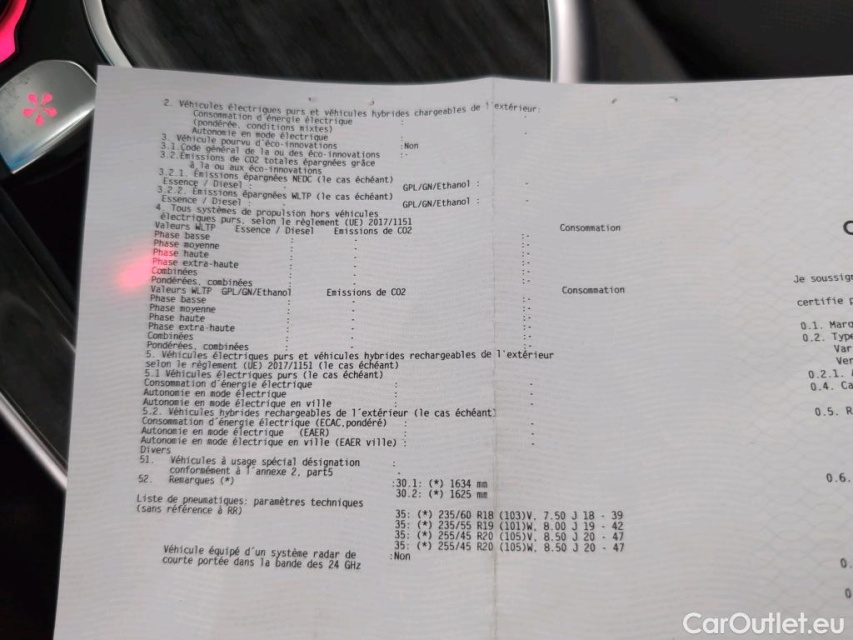 2. Véhicules électriques purs et véhicules hybrides chargeables de l'extérieur:
Consommation d'énergie électrique :
(pondérée, conditions mixtes)
Autonomie en mode électrique :
3. Véhicule pourvu d'éco-innovations :Non
3.1.Code général de la ou des éco-innovations :-
3.2.Emissions de CO2 totales épargnées grâce
à la ou aux éco-innovations
3.2.1. Emissions épargnées NEDC (le cas échéant)
Essence / Diesel : - GPL/GN/Ethanol : -
3.2.2. Emissions épargnées WLTP (le cas échéant)
Essence / Diesel : - GPL/GN/Ethanol : -
4. Tous systèmes de propulsion hors véhicules
électriques purs, selon le règlement (UE) 2017/1151
Valeurs WLTP Essence / Diesel Emissions de CO2 Consommation
Phase basse : - :-
Phase moyenne : - :-
Phase haute : - :-
Phase extra-haute : - :-
Combinées : - :-
Pondérées, combinées : - :-
Valeurs WLTP GPL/GN/Ethanol Emissions de CO2 Consommation
Phase basse : - :-
Phase moyenne : - :-
Phase haute : - :-
Phase extra-haute : - :-
Combinées : - :-
Pondérées, combinées : - :-
5. Véhicules électriques purs et véhicules hybrides rechargeables de l'extérieur
selon le règlement (UE) 2017/1151 (le cas échéant)
5.1 Véhicules électriques purs (le cas échéant)
Consommation d'énergie électrique : -
Autonomie en mode électrique : -
Autonomie en mode électrique en ville : -
5.2. Véhicules hybrides rechargeables de l'extérieur (le cas échéant)
Consommation d'énergie électrique (ECAC,pondéré) : -
Autonomie en mode électrique (EAER) : -
Autonomie en mode électrique en ville (EAER ville) : -
Divers
51. Véhicules à usage spécial désignation :
conformément à l'annexe 2, part5 -
52. Remarques (*) :30.1: (*) 1634 mm
30.2: (*) 1625 mm
Liste de pneumatiques: paramètres techniques
(sans référence à RR)
35: (*) 235/60 R18 (103)V, 7.50 J 18 - 39
35: (*) 235/55 R19 (101)W, 8.00 J 19 - 42
35: (*) 255/45 R20 (105)V, 8.50 J 20 - 47
35: (*) 255/45 R20 (105)W, 8.50 J 20 - 47
Véhicule équipé d'un système radar de :Non
courte portée dans la bande des 24 GHz
C
Je soussign
certifie p
0.1. Marq
0.2. Type
Var
Ver
0.2.1.
0.4. Ca
0.5. R
0.6.
0.
0
CarOutlet.eu